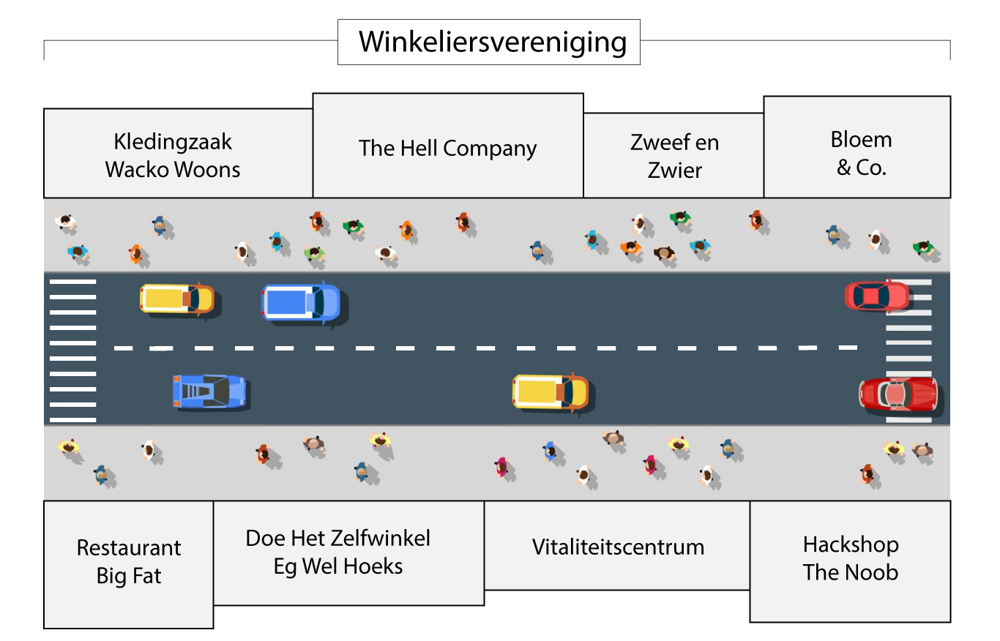 Winkeliersvereniging
Kledingzaak
Wacko Woons
The Hell Company
Zweef en
Zwier
Bloem
& Co.
Restaurant
Big Fat
Doe Het Zelfwinkel
Eg Wel Hoeks
Vitaliteitscentrum
Hackshop
The Noob